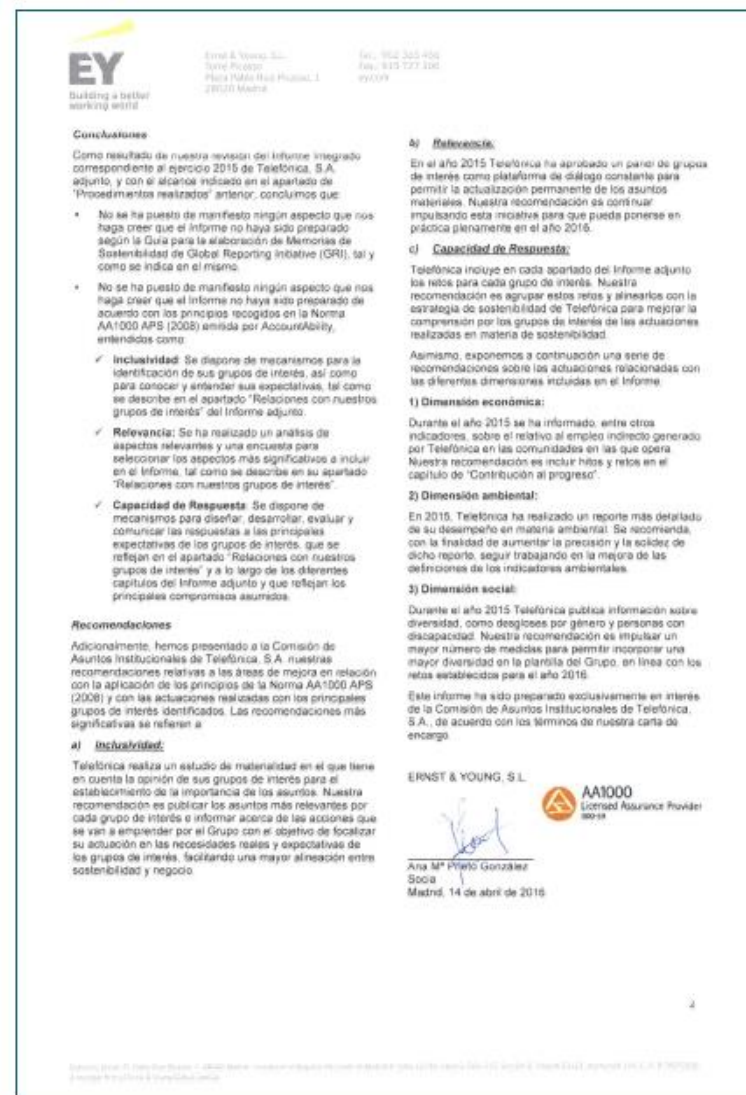 EY
Building a better
working world
Ernst & Young, S.L.
Torre Picasso
Plaza Pablo Ruiz Picasso, 1
28020 Madrid
ey.com
Conclusiones
Como resultado de nuestra revisión del Informe Integrado
correspondiente al ejercicio 2015 de Telefónica, S.A.
adjunto, y con el alcance indicado en el apartado de
"Procedimientos realizados" anterior, concluimos que:
• No se ha puesto de manifiesto ningún aspecto que nos
haga creer que el Informe no haya sido preparado
según la Guía para la elaboración de Memorias de
Sostenibilidad de Global Reporting Initiative (GRI), tal y
como se indica en el mismo.
• No se ha puesto de manifiesto ningún aspecto que nos
haga creer que el Informe no haya sido preparado de
acuerdo con los principios recogidos en la Norma
AA1000 APS (2008) emitida por AccountAbility,
entendidos como:
✓ Inclusividad: Se dispone de mecanismos para la
identificación de sus grupos de interés, así como
para conocer y entender sus expectativas, tal como
se describe en el apartado "Relaciones con nuestros
grupos de interés" del Informe adjunto.
✓ Relevancia: Se ha realizado un análisis de
aspectos relevantes y una encuesta para
seleccionar los aspectos más significativos a incluir
en el Informe, tal como se describe en su apartado
"Relaciones con nuestros grupos de interés".
✓ Capacidad de Respuesta: Se dispone de
mecanismos para diseñar, desarrollar, evaluar y
comunicar las respuestas a las principales
expectativas de los grupos de interés, que se
reflejan en el apartado "Relaciones con nuestros
grupos de interés" y a lo largo de los diferentes
capítulos del Informe adjunto y que reflejan los
principales compromisos asumidos.
Recomendaciones
Adicionalmente, hemos presentado a la Comisión de
Asuntos Institucionales de Telefónica, S.A. nuestras
recomendaciones relativas a las áreas de mejora en relación
con la aplicación de los principios de la Norma AA1000 APS
(2008) y con las actuaciones realizadas con los principales
grupos de interés identificados. Las recomendaciones más
significativas se refieren a:
a) Inclusividad:
Telefónica realiza un estudio de materialidad en el que tiene
en cuenta la opinión de sus grupos de interés para el
establecimiento de la importancia de los asuntos. Nuestra
recomendación es publicar los asuntos más relevantes por
cada grupo de interés e informar acerca de las acciones que
se van a emprender por el Grupo con el objetivo de focalizar
su actuación en las necesidades reales y expectativas de
los grupos de interés, facilitando una mayor alineación entre
sostenibilidad y negocio.
b) Relevancia:
En el año 2015 Telefónica ha aprobado un panel de grupos
de interés como plataforma de diálogo constante para
permitir la actualización permanente de los asuntos
materiales. Nuestra recomendación es continuar
impulsando esta iniciativa para que pueda ponerse en
práctica plenamente en el año 2016.
c) Capacidad de Respuesta:
Telefónica incluye en cada apartado del Informe adjunto
los retos para cada grupo de interés. Nuestra
recomendación es agrupar estos retos y alinearlos con la
estrategia de sostenibilidad de Telefónica para mejorar la
comprensión por los grupos de interés de las actuaciones
realizadas en materia de sostenibilidad.
Asimismo, exponemos a continuación una serie de
recomendaciones sobre las actuaciones relacionadas con
las diferentes dimensiones incluidas en el Informe.
1) Dimensión económica:
Durante el año 2015 se ha informado, entre otros
indicadores, sobre el relativo al empleo indirecto generado
por Telefónica en las comunidades en las que opera.
Nuestra recomendación es incluir hitos y retos en el
capítulo de "Contribución al progreso".
2) Dimensión ambiental:
En 2015, Telefónica ha realizado un reporte más detallado
de su desempeño en materia ambiental. Se recomienda,
con la finalidad de aumentar la precisión y la solidez de
dicho reporte, seguir trabajando en la mejora de las
definiciones de los indicadores ambientales.
3) Dimensión social:
Durante el año 2015 Telefónica publica información sobre
diversidad, como desgloses por género y personas con
discapacidad. Nuestra recomendación es impulsar un
mayor número de medidas para permitir incorporar una
mayor diversidad en la plantilla del Grupo, en línea con los
retos establecidos para el año 2016.
Este informe ha sido preparado exclusivamente en interés
de la Comisión de Asuntos Institucionales de Telefónica,
S.A., de acuerdo con los términos de nuestra carta de
encargo.
ERNST & YOUNG, S.L.
AA1000
Licensed Assurance Provider
Ana Mª Prieto González
Socia
Madrid, 14 de abril de 2016